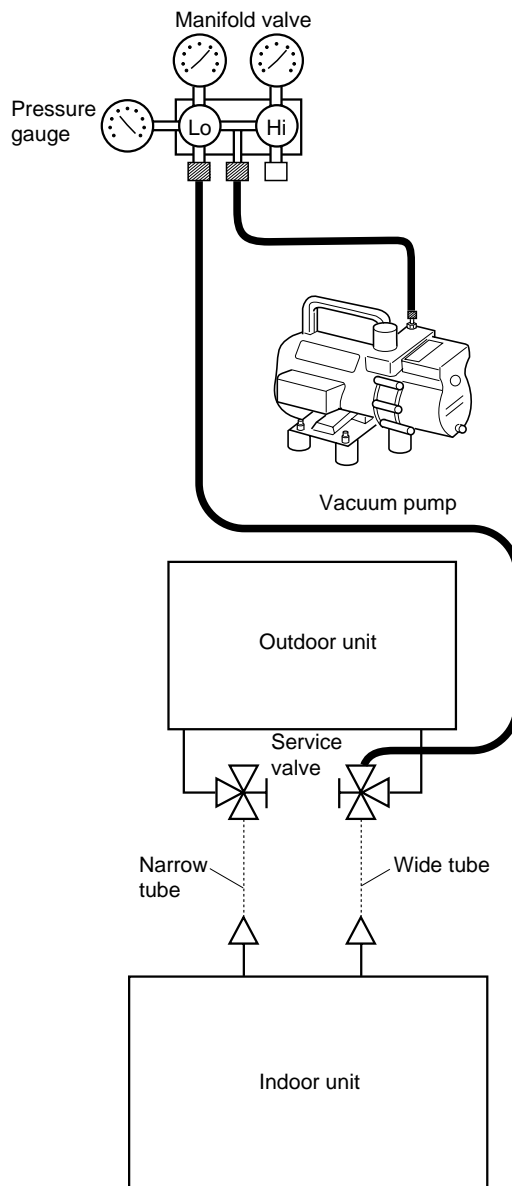 Manifold valve
Pressure
gauge
Lo
Hi
Vacuum pump
Outdoor unit
Service
valve
Narrow
tube
Wide tube
Indoor unit